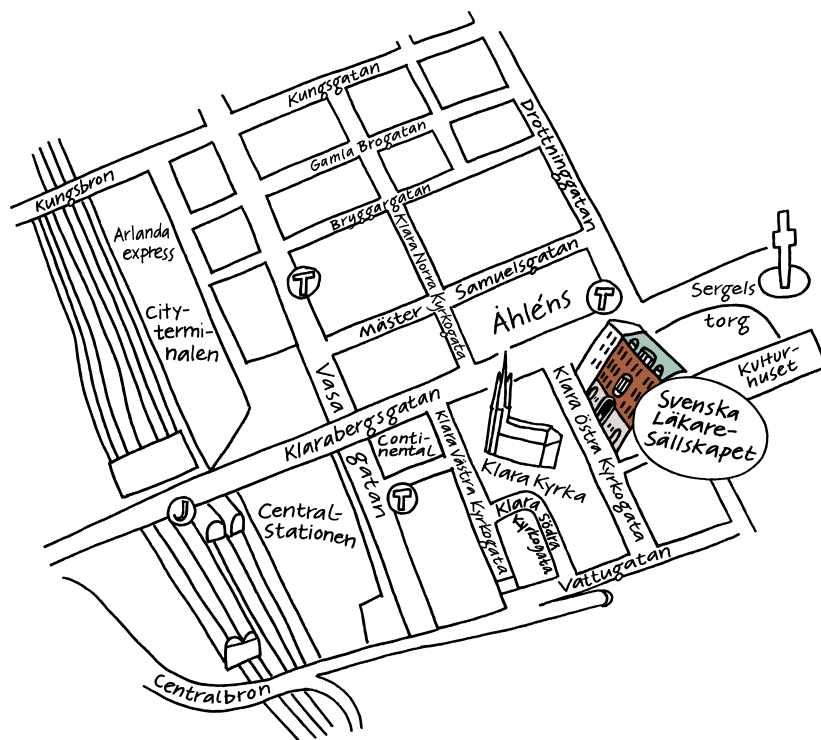 Kungsgatan
Drottninggatan
Gamla Brogatan
Kungsbron
Bryggargatan
Arlanda
express
Klara Norra Kyrkogata
Mäster Samuelsgatan
T
T
Sergels
torg
City-
termi-
nalen
Åhléns
Kultur-
huset
Vasa
gatan
Klarabergsgatan
Klara Östra Kyrkogata
Svenska
Läkare-
Sällskapet
Conti-
nental
Klara Västra Kyrkogata
Klara Kyrka
T
J
Central-
Stationen
Klara Södra
Kyrkogata
Vattugatan
Centralbron